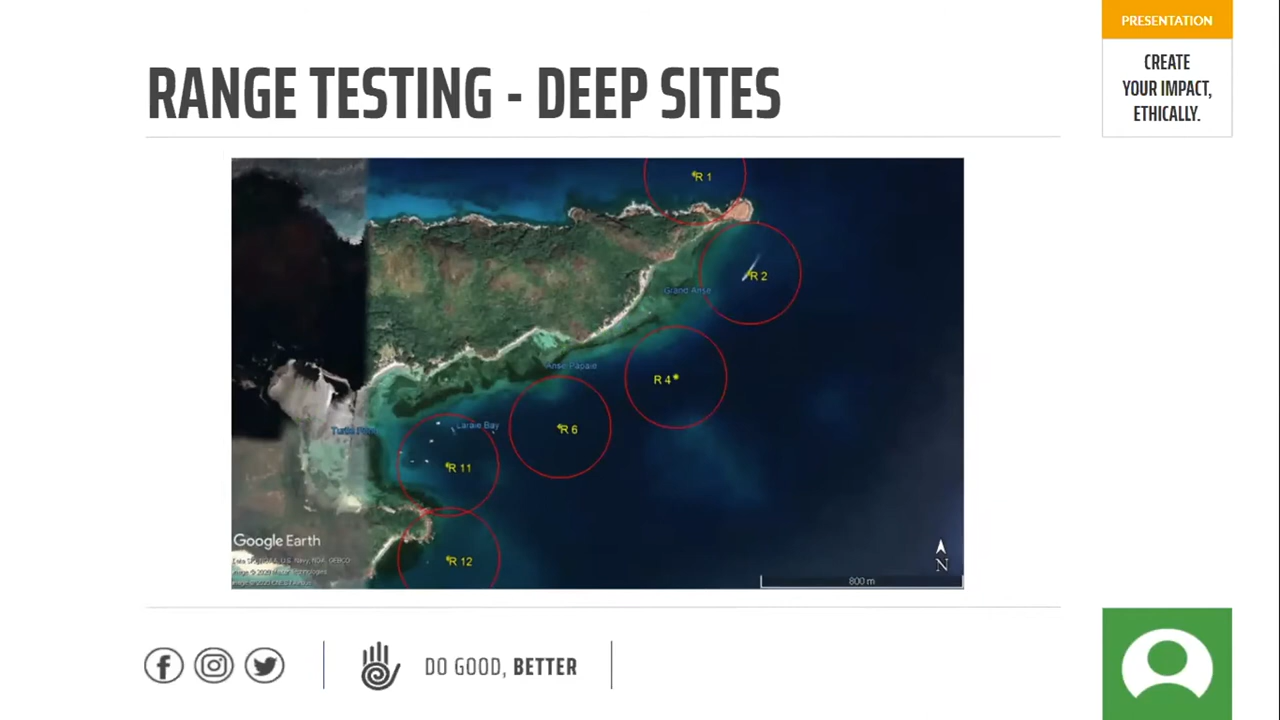 PRESENTATION
CREATE
YOUR IMPACT,
ETHICALLY.
RANGE TESTING - DEEP SITES
R 1
R 2
Grand Anse
Anse Papaie
R 4
Laraie Bay
R 6
R 11
R 12
Google Earth
N
800 m
DO GOOD, BETTER